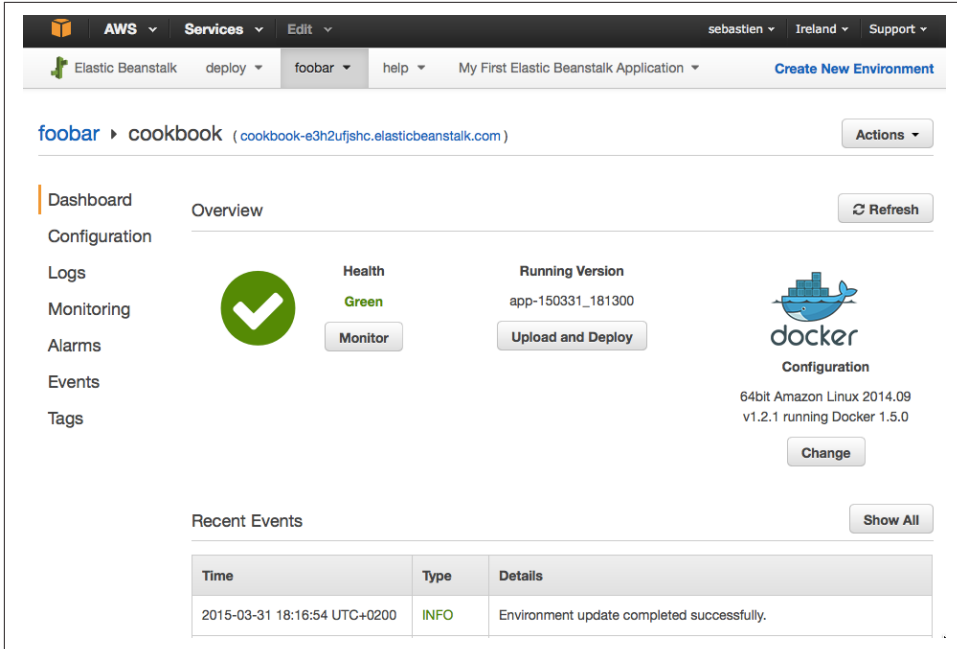 AWS Services Edit sebastien Ireland Support
Elastic Beanstalk deploy foobar help My First Elastic Beanstalk Application Create New Environment
foobar cookbook ( cookbook-e3h2ufjshc.elasticbeanstalk.com ) Actions
Dashboard
Configuration
Logs
Monitoring
Alarms
Events
Tags
Overview Refresh
Health
Green
Monitor
Running Version
app-150331_181300
Upload and Deploy
docker
Configuration
64bit Amazon Linux 2014.09
v1.2.1 running Docker 1.5.0
Change
Recent Events Show All
Time Type Details
2015-03-31 18:16:54 UTC+0200 INFO Environment update completed successfully.